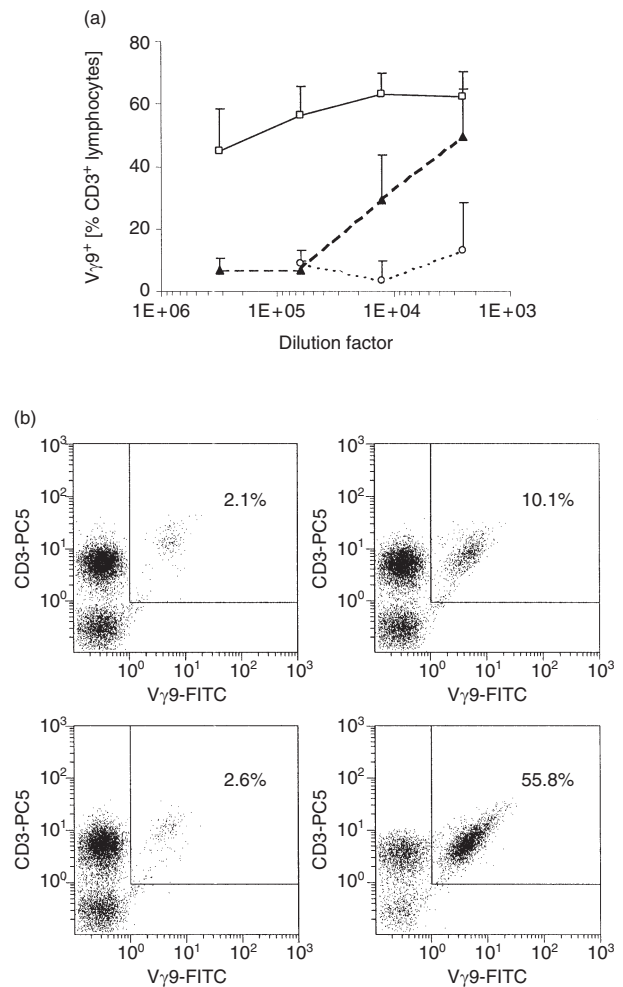 (a)
Vγ9⁺ [% CD3⁺ lymphocytes]
80
60
40
20
0
1E+06
1E+05
1E+04
1E+03
Dilution factor
(b)
10³
10²
10¹
10⁰
CD3-PC5
2.1%
10⁰
10¹
10²
10³
Vγ9-FITC
10³
10²
10¹
10⁰
CD3-PC5
10.1%
10⁰
10¹
10²
10³
Vγ9-FITC
10³
10²
10¹
10⁰
CD3-PC5
2.6%
10⁰
10¹
10²
10³
Vγ9-FITC
10³
10²
10¹
10⁰
CD3-PC5
55.8%
10⁰
10¹
10²
10³
Vγ9-FITC